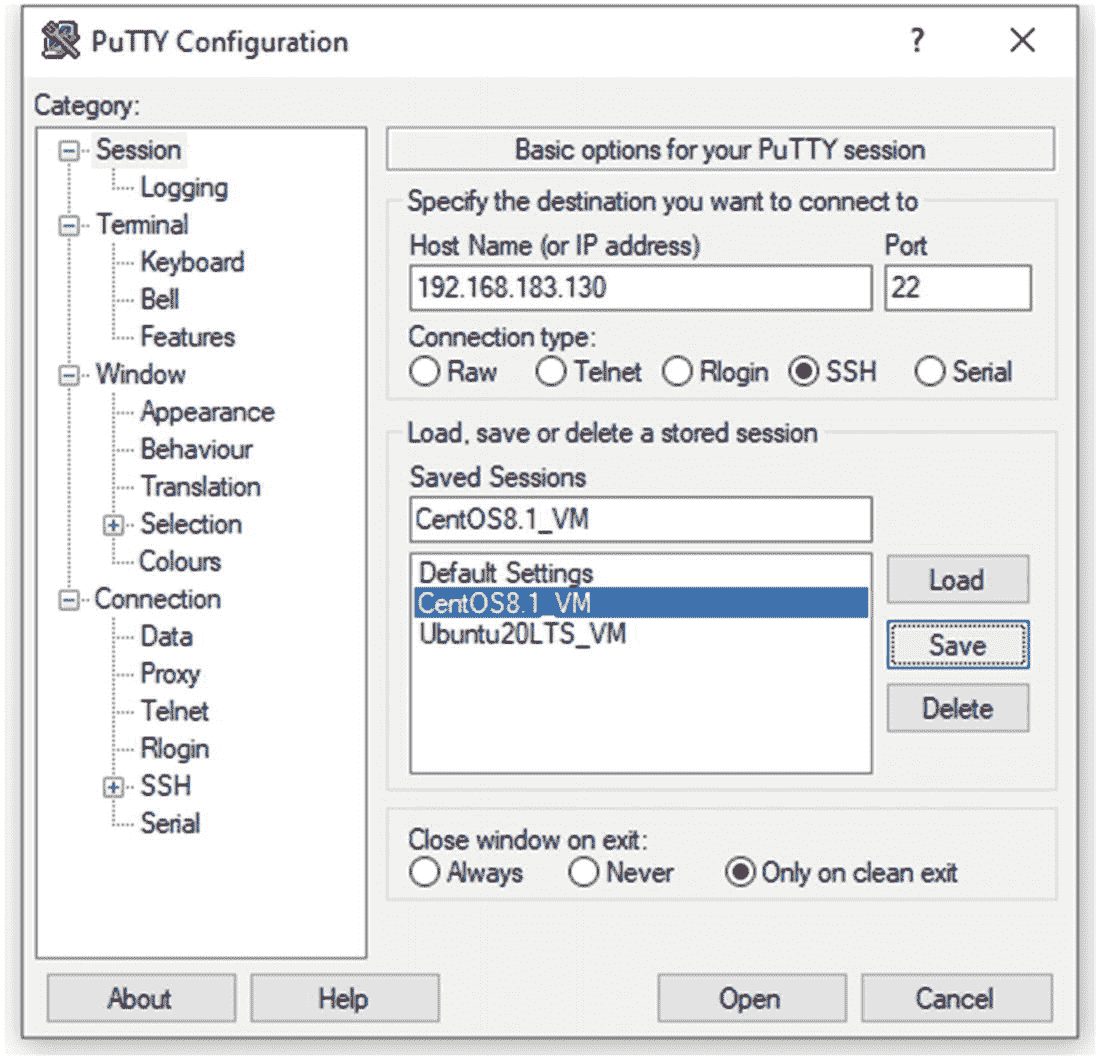 PuTTY Configuration
?
Category:
Session
Logging
Terminal
Keyboard
Bell
Features
Window
Appearance
Behaviour
Translation
Selection
Colours
Connection
Data
Proxy
Telnet
Rlogin
SSH
Serial
Basic options for your PuTTY session
Specify the destination you want to connect to
Host Name (or IP address) Port
192.168.183.130 22
Connection type:
Raw Telnet Rlogin SSH Serial
Load, save or delete a stored session
Saved Sessions
CentOS8.1_VM
Default Settings
CentOS8.1_VM
Ubuntu20LTS_VM
Load
Save
Delete
Close window on exit:
Always Never Only on clean exit
About Help Open Cancel